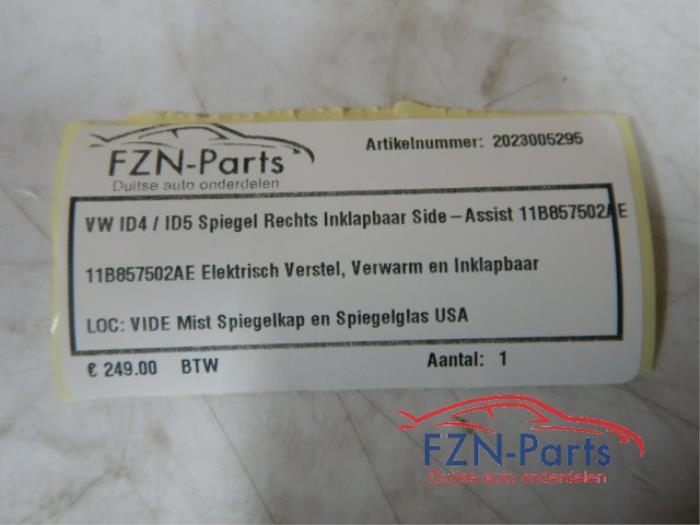 FZN-Parts
Duitse auto onderdelen
Artikelnummer: 2023005295
VW ID4 / ID5 Spiegel Rechts Inklapbaar Side-Assist 11B857502AE
11B857502AE Elektrisch Verstel, Verwarm en Inklapbaar
LOC: VIDE Mist Spiegelkap en Spiegelglas USA
€ 249.00 BTW
Aantal: 1
FZN-Parts
Duitse auto onderdelen